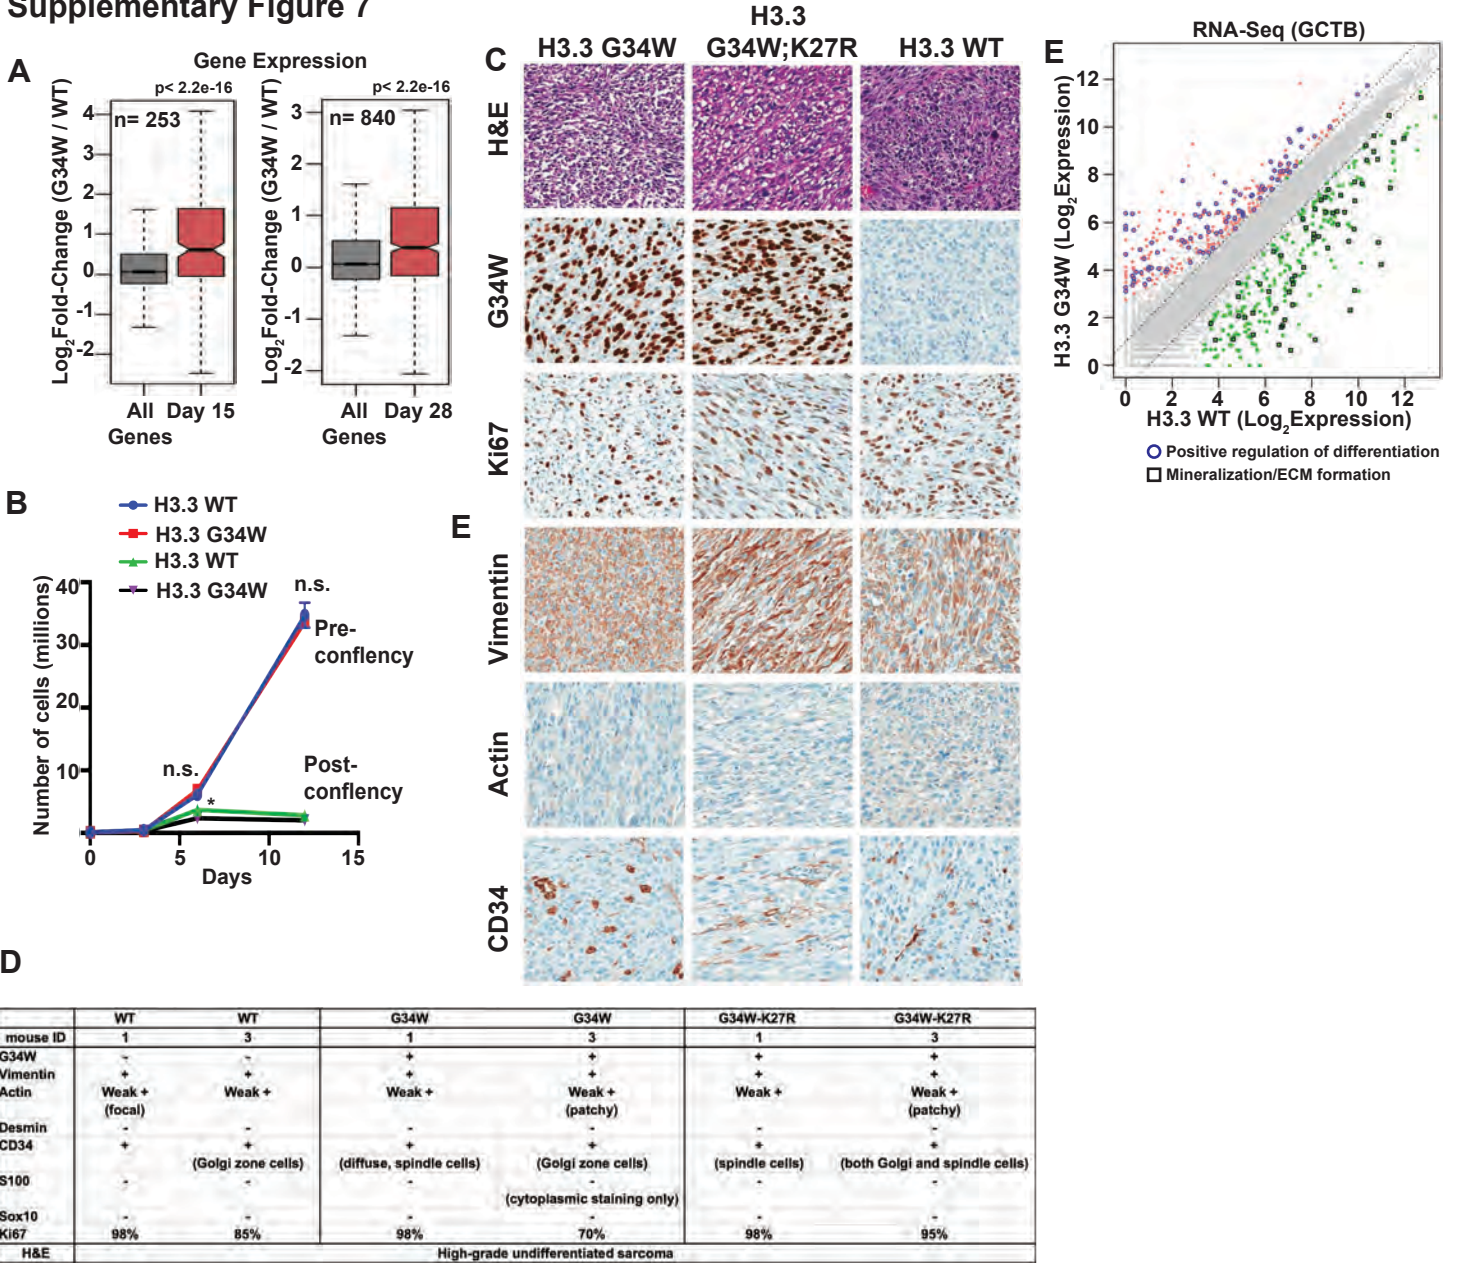 Supplementary Figure 7
A
Gene Expression
p< 2.2e-16
n= 253
Log2Fold-Change (G34W / WT)
4
3
2
1
0
-1
-2
All Genes
Day 15
p< 2.2e-16
n= 840
Log2Fold-Change (G34W / WT)
3
2
1
0
-1
-2
All Genes
Day 28
B
H3.3 WT
H3.3 G34W
H3.3 WT
H3.3 G34W
Number of cells (millions)
40
30
20
10
n.s.
Pre-
conflency
n.s.
*
Post-
conflency
0 5 10 15
Days
C
H3.3 G34W
H3.3
G34W;K27R
H3.3 WT
H&E
G34W
Ki67
E
Vimentin
Actin
CD34
E
RNA-Seq (GCTB)
H3.3 G34W (Log2Expression)
12
10
8
6
4
2
0
0 2 4 6 8 10 12
H3.3 WT (Log2Expression)
Positive regulation of differentiation
Mineralization/ECM formation
D
WT WT G34W G34W G34W-K27R G34W-K27R
mouse ID 1 3 1 3 1 3
G34W - - + + + +
Vimentin + + + + + +
Actin Weak + Weak + Weak + Weak + Weak + Weak +
(focal) (patchy) (patchy)
Desmin - - - - - -
CD34 + + + + + +
(Golgi zone cells) (diffuse, spindle cells) (Golgi zone cells) (spindle cells) (both Golgi and spindle cells)
S100 - - - - - -
(cytoplasmic staining only)
Sox10 - - - - - -
Ki67 98% 85% 98% 70% 98% 95%
H&E High-grade undifferentiated sarcoma